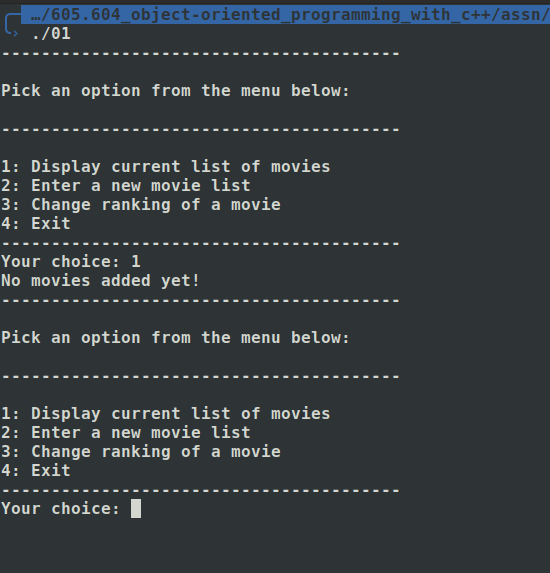 …/605.604_object-oriented_programming_with_c++/assn/
› ./01
----------------------------------------
Pick an option from the menu below:
----------------------------------------
1: Display current list of movies
2: Enter a new movie list
3: Change ranking of a movie
4: Exit
----------------------------------------
Your choice: 1
No movies added yet!
----------------------------------------
Pick an option from the menu below:
----------------------------------------
1: Display current list of movies
2: Enter a new movie list
3: Change ranking of a movie
4: Exit
----------------------------------------
Your choice: